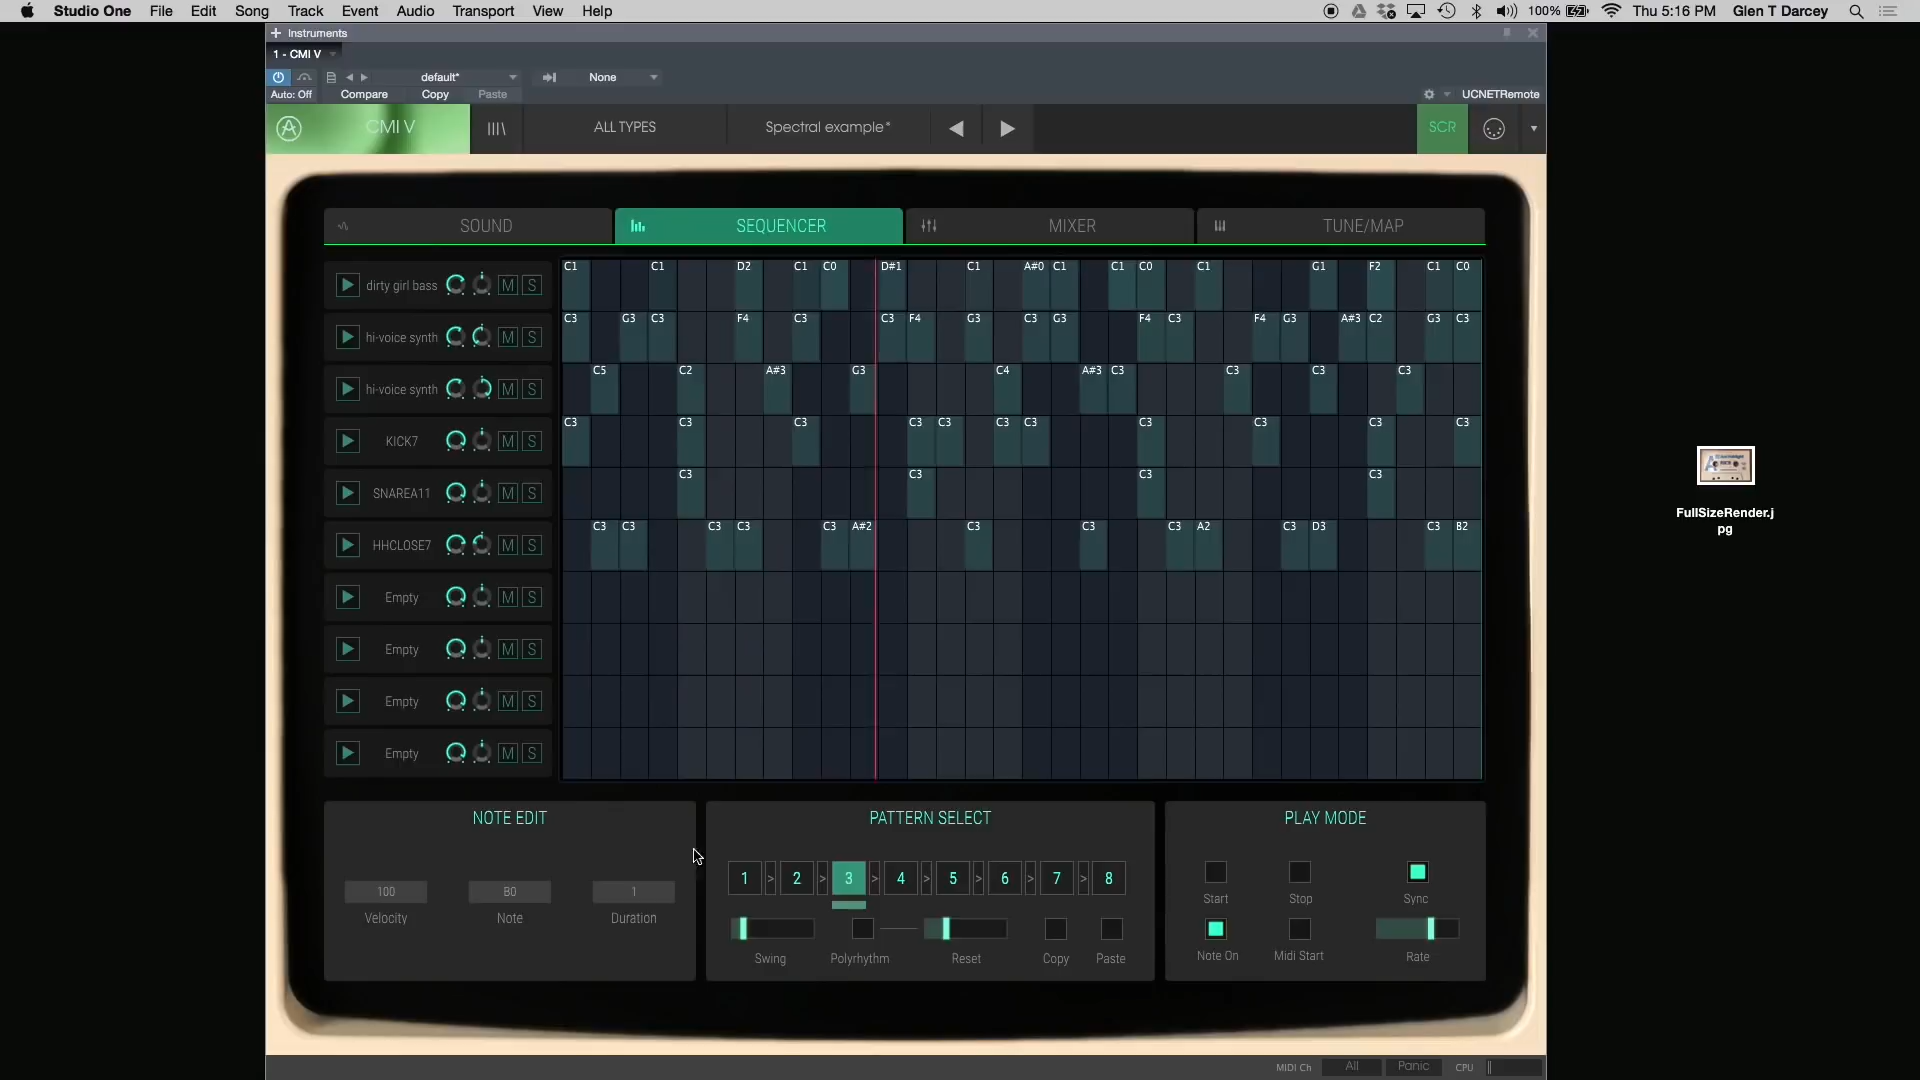 Studio One File Edit Song Track Event Audio Transport View Help 100% Thu 5:16 PM Glen T Darcey
+ Instruments
1 - CMI V
default* None
Auto: Off Compare Copy Paste UCNETRemote
CMI V ALL TYPES Spectral example* SCR
SOUND SEQUENCER MIXER TUNE/MAP
dirty girl bass M S C1 C1 D2 C1 C0 D#1 C1 A#0 C1 C1 C0 C1 G1 F2 C1 C0
hi-voice synth M S C3 G3 C3 F4 C3 C3 F4 G3 C3 G3 F4 C3 F4 G3 A#3 C2 G3 C3
hi-voice synth M S C5 C2 A#3 G3 C4 A#3 C3 C3 C3 C3
KICK7 M S C3 C3 C3 C3 C3 C3 C3 C3 C3 C3 C3
SNAREA11 M S C3 C3 C3 C3
HHCLOSE7 M S C3 C3 C3 C3 C3 A#2 C3 C3 C3 A2 C3 D3 C3 B2
Empty M S
Empty M S
Empty M S
Empty M S
FullSizeRender.j
pg
NOTE EDIT
100 B0 1
Velocity Note Duration
PATTERN SELECT
1 > 2 > 3 > 4 > 5 > 6 > 7 > 8
Swing Polyrhythm Reset Copy Paste
PLAY MODE
Start Stop Sync
Note On Midi Start Rate
MIDI Ch All Panic CPU